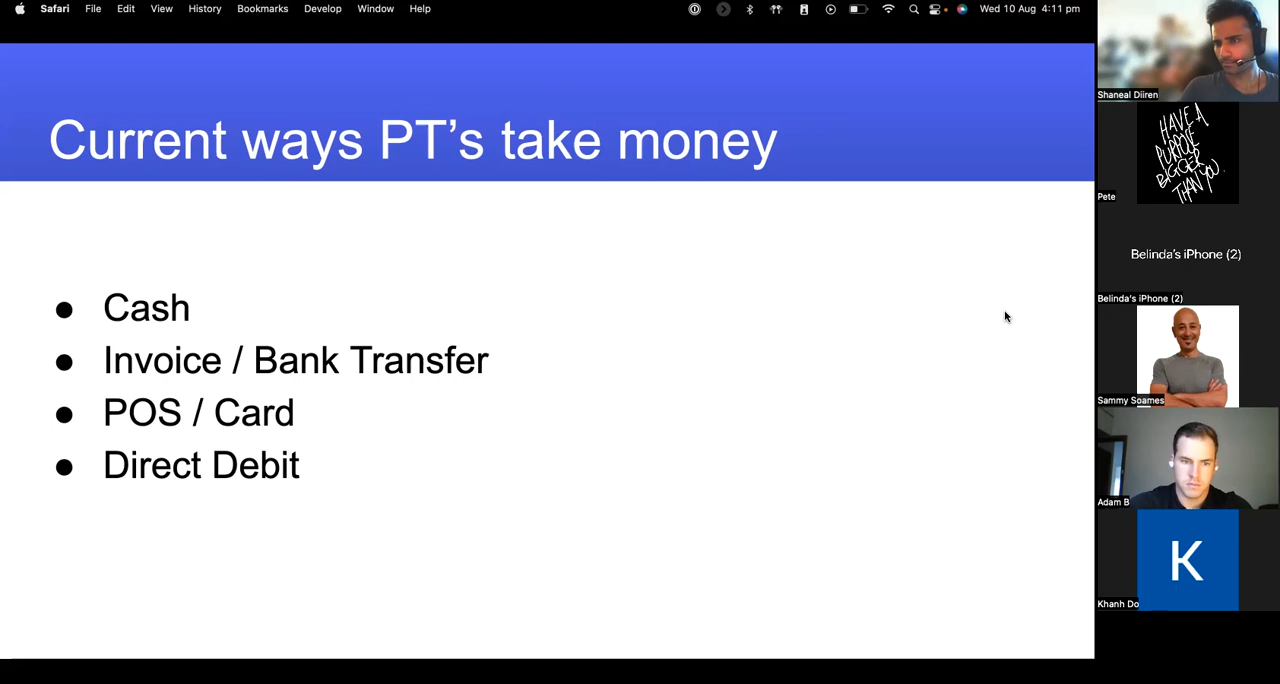 Safari File Edit View History Bookmarks Develop Window Help Wed 10 Aug 4:11 pm
Current ways PT's take money
● Cash
● Invoice / Bank Transfer
● POS / Card
● Direct Debit
Shaneal Diiren
HAVE A
PURPOSE
BIGGER
THAN YOU.
Pete
Belinda's iPhone (2)
Belinda's iPhone (2)
Sammy Soames
Adam B
K
Khanh Do